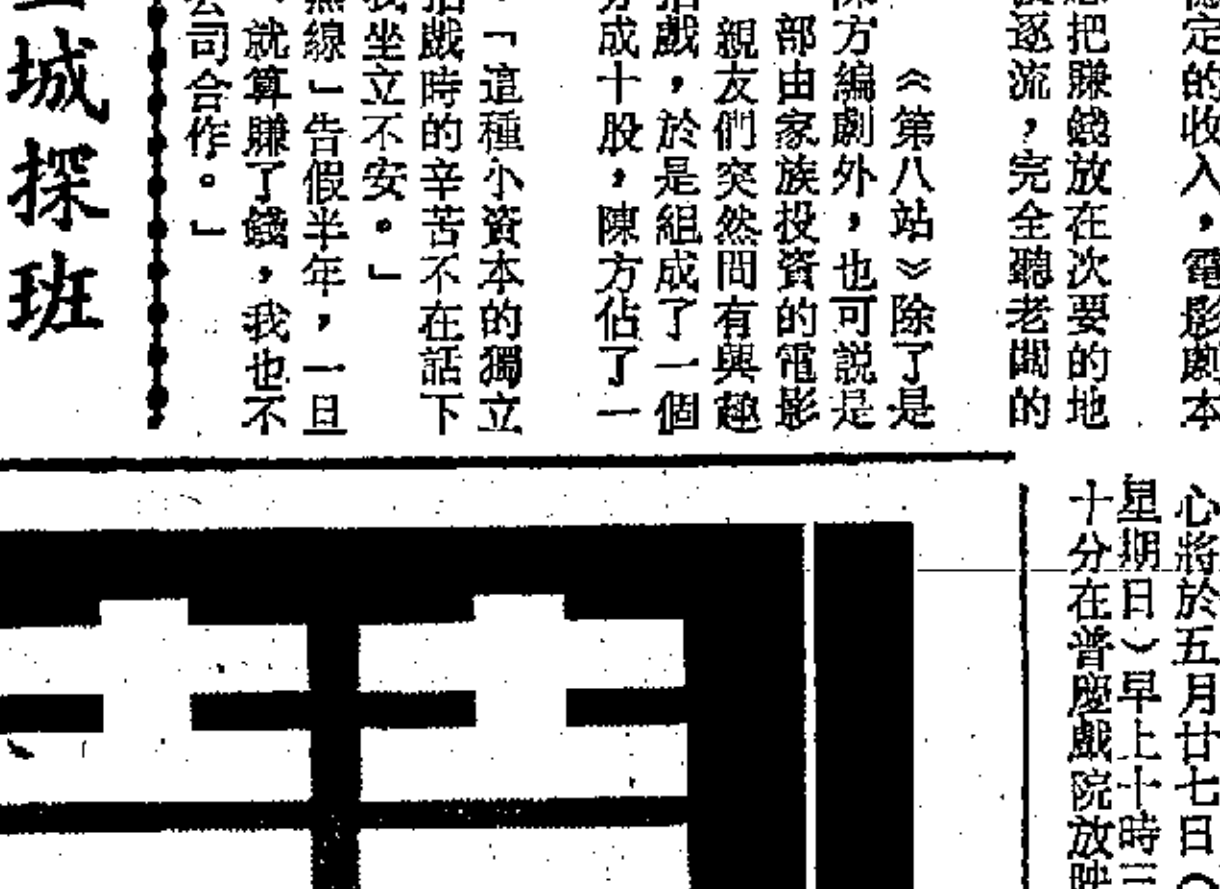 定的收入，電影劇本
把賺錢放在次要的地
逐流，完全聽老闆的
《第八站》除了是
陳方編劇外，也可說是
部由家族投資的電影
親友們突然問有興趣
拍戲，於是組成了一個
成十股，陳方佔了一
「這種小資本的獨立
拍戲時的辛苦不在話下
我坐立不安。」
無線」告假半年，一旦
就算賺了錢，我也不
公司合作。」
城探班
心將於五月廿七日（
星期日）早上十時三
十分在普慶戲院放映